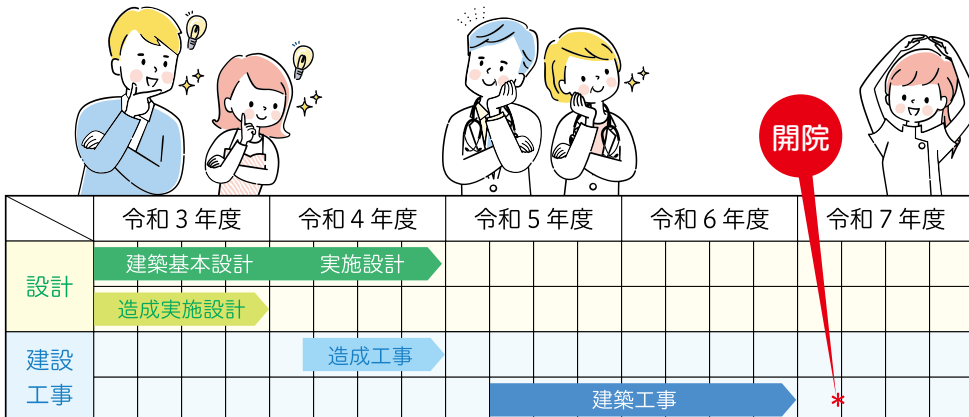 開院
令和3年度 令和4年度 令和5年度 令和6年度 令和7年度
設計
建築基本設計 実施設計
造成実施設計
建設
工事
造成工事
建築工事
*